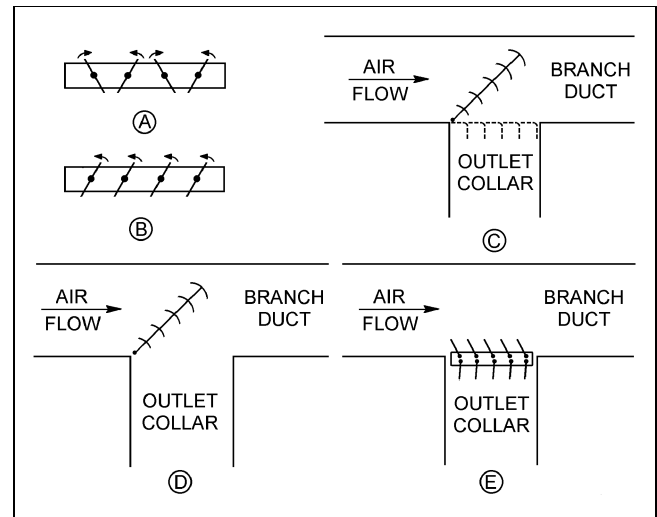 AIR
FLOW
BRANCH
DUCT
A
OUTLET
COLLAR
B
C
AIR
FLOW
BRANCH
DUCT
AIR
FLOW
BRANCH
DUCT
OUTLET
COLLAR
OUTLET
COLLAR
D
E